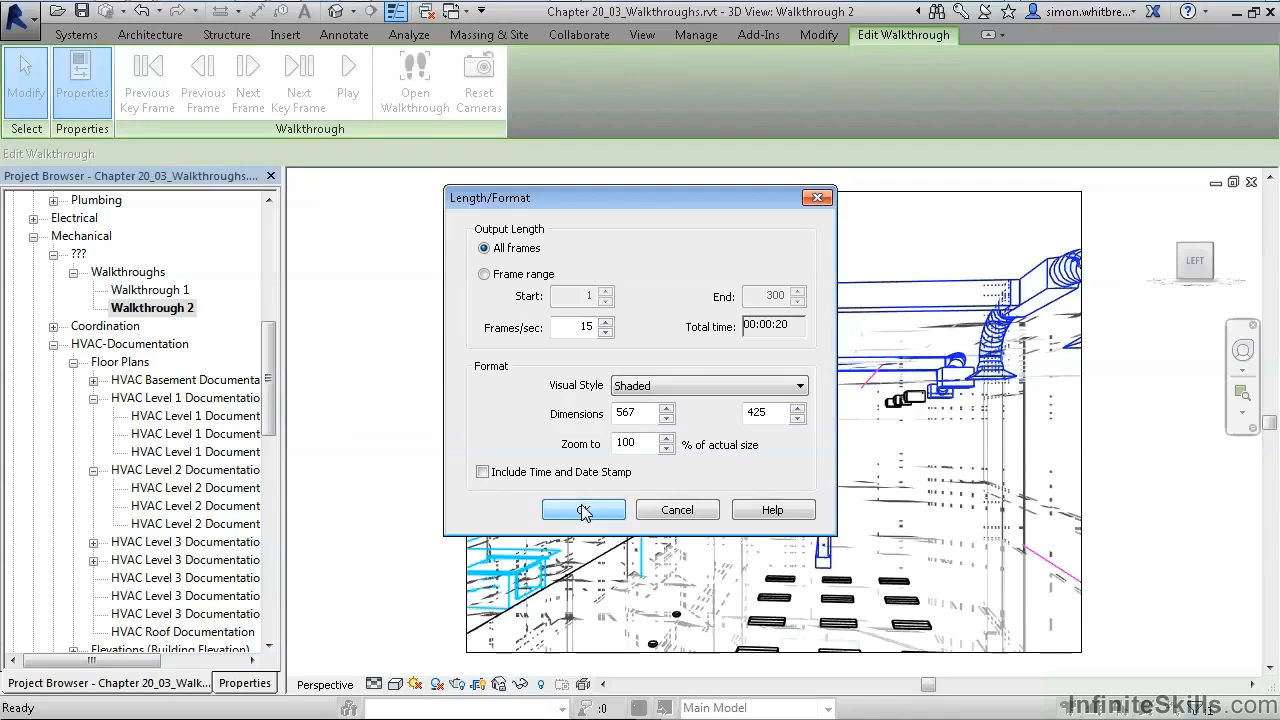 Chapter 20_03_Walkthroughs.rvt - 3D View: Walkthrough 2
simon.whitbre...
Systems
Architecture
Structure
Insert
Annotate
Analyze
Massing & Site
Collaborate
View
Manage
Add-Ins
Modify
Edit Walkthrough
Modify
Properties
Previous Key Frame
Previous Frame
Next Frame
Next Key Frame
Play
Open Walkthrough
Reset Cameras
Select
Properties
Walkthrough
Edit Walkthrough
Project Browser - Chapter 20_03_Walkthroughs....
Plumbing
Electrical
Mechanical
???
Walkthroughs
Walkthrough 1
Walkthrough 2
Coordination
HVAC-Documentation
Floor Plans
HVAC Basement Documenta
HVAC Level 1 Documentatio
HVAC Level 1 Document
HVAC Level 1 Document
HVAC Level 1 Document
HVAC Level 2 Documentatio
HVAC Level 2 Document
HVAC Level 2 Document
HVAC Level 2 Document
HVAC Level 3 Documentatio
HVAC Level 3 Documentatio
HVAC Level 3 Documentatio
HVAC Level 3 Documentatio
HVAC Level 3 Documentatio
HVAC Roof Documentation
Elevations (Building Elevation)
Project Browser - Chapter 20_03_Walk...
Properties
Length/Format
Output Length
All frames
Frame range
Start: 1
End: 300
Frames/sec: 15
Total time: 00:00:20
Format
Visual Style Shaded
Dimensions 567 425
Zoom to 100 % of actual size
Include Time and Date Stamp
Cancel
Help
LEFT
Perspective
Ready
:0
Main Model
InfiniteSkills.com